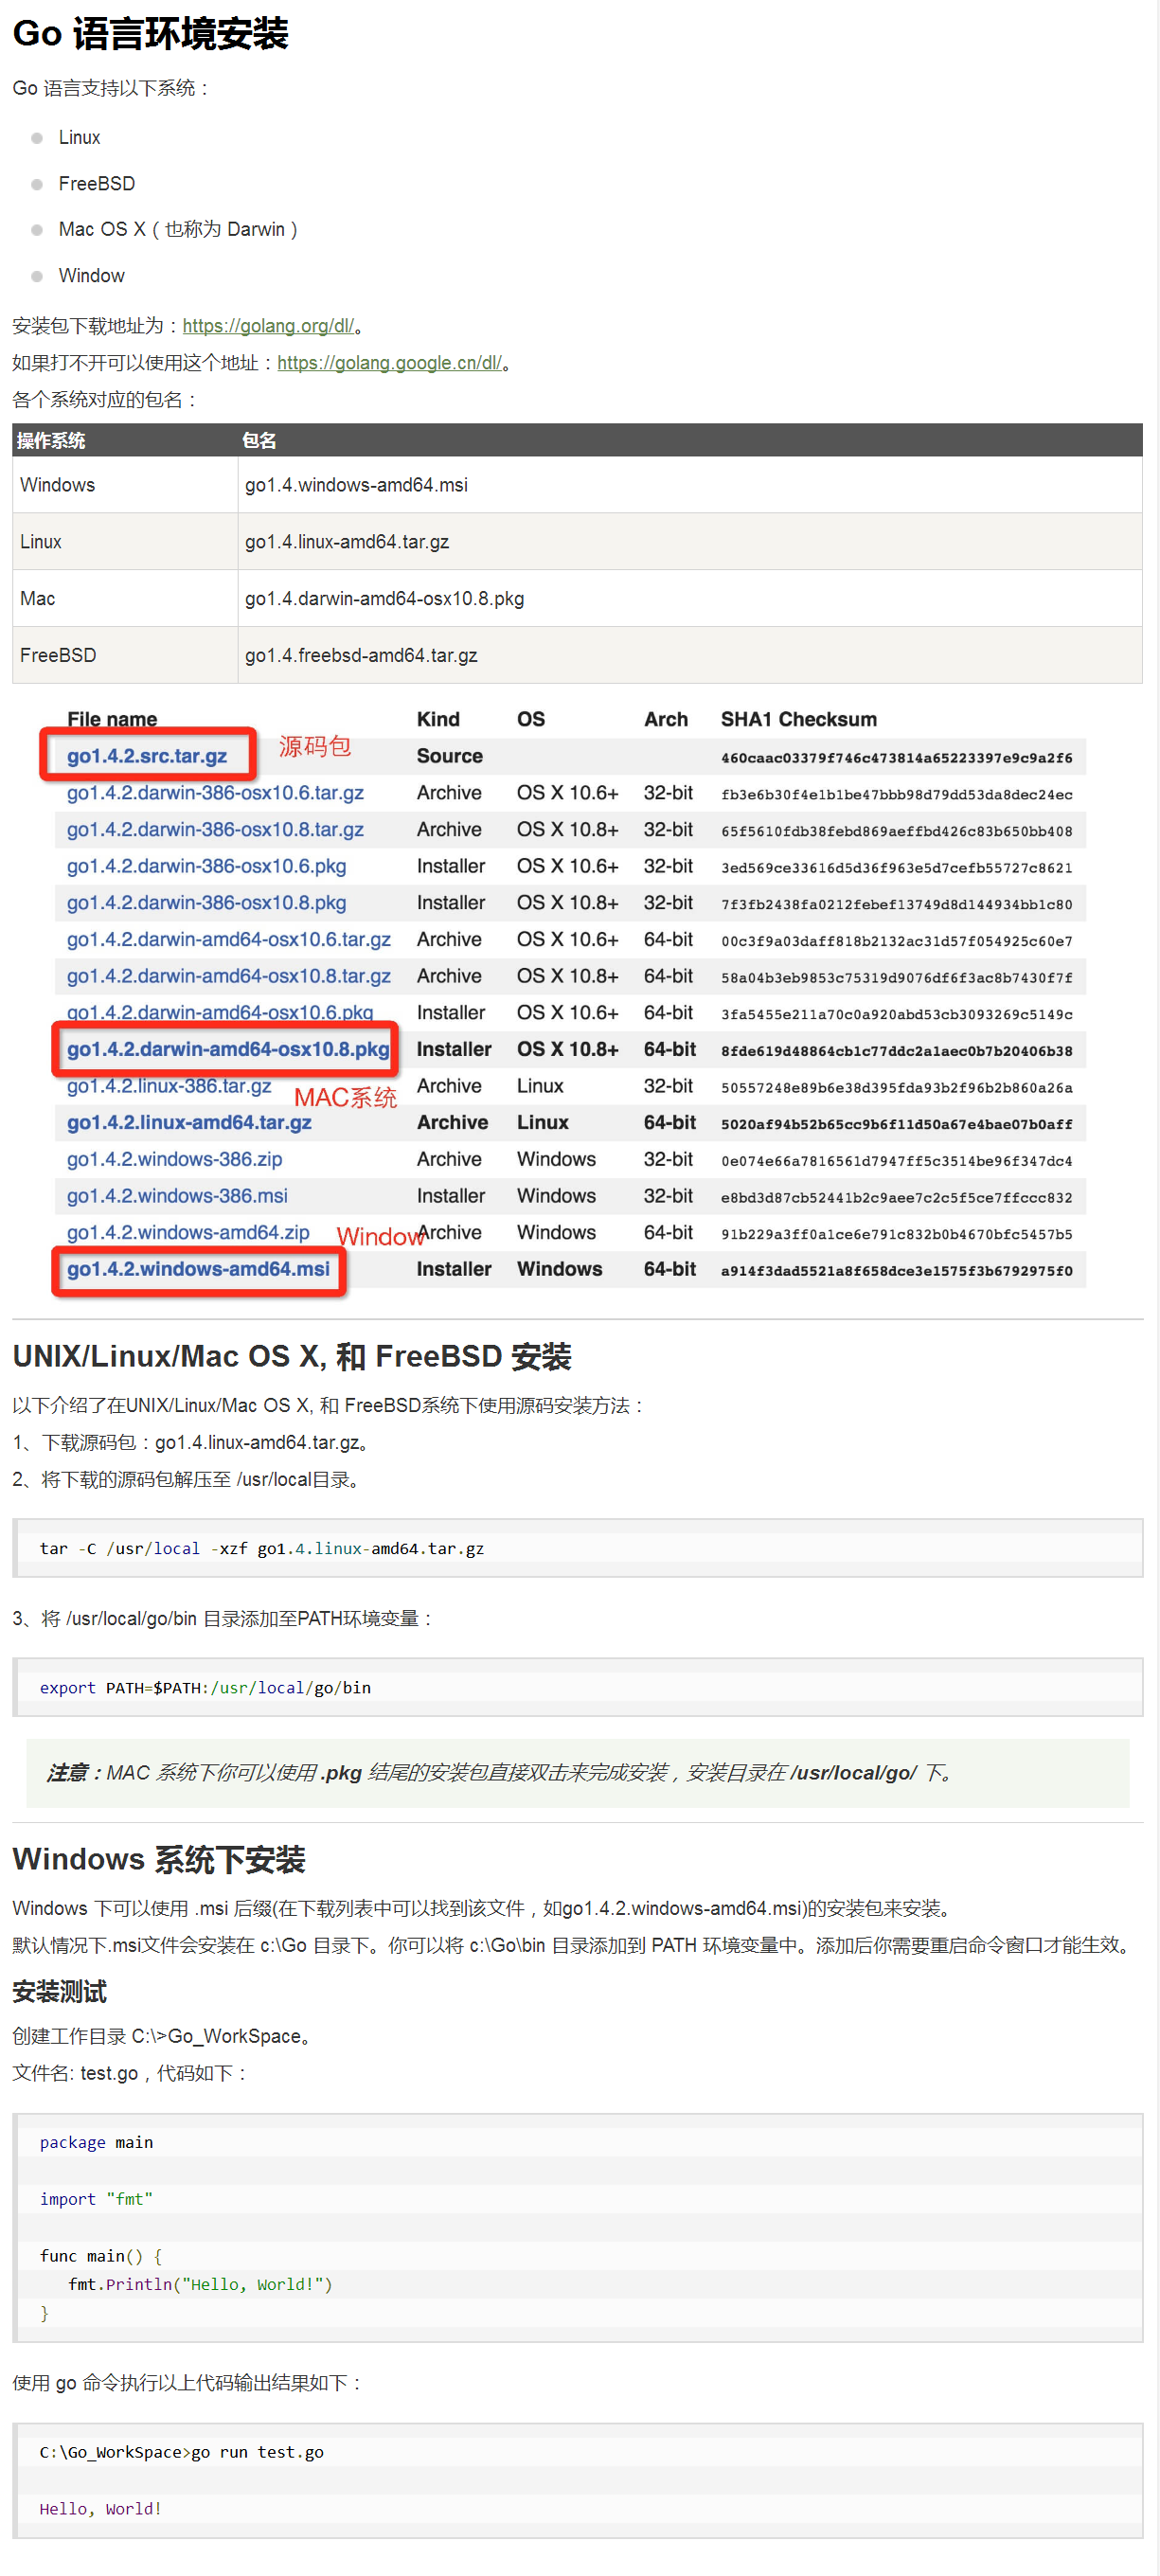 Go 语言环境安装
Go 语言支持以下系统：
Linux
FreeBSD
Mac OS X（也称为 Darwin）
Window
安装包下载地址为：https://golang.org/dl/。
如果打不开可以使用这个地址：https://golang.google.cn/dl/。
各个系统对应的包名：
操作系统 包名
Windows go1.4.windows-amd64.msi
Linux go1.4.linux-amd64.tar.gz
Mac go1.4.darwin-amd64-osx10.8.pkg
FreeBSD go1.4.freebsd-amd64.tar.gz
File name Kind OS Arch SHA1 Checksum
go1.4.2.src.tar.gz 源码包 Source 460caac03379f746c473814a65223397e9c9a2f6
go1.4.2.darwin-386-osx10.6.tar.gz Archive OS X 10.6+ 32-bit fb3e6b30f4e1b1be47bbb98d79dd53da8dec24ec
go1.4.2.darwin-386-osx10.8.tar.gz Archive OS X 10.8+ 32-bit 65f5610fdb38febd869aeffbd426c83b650bb408
go1.4.2.darwin-386-osx10.6.pkg Installer OS X 10.6+ 32-bit 3ed569ce33616d5d36f963e5d7cefb55727c8621
go1.4.2.darwin-386-osx10.8.pkg Installer OS X 10.8+ 32-bit 7f3fb2438fa0212febef13749d8d144934bb1c80
go1.4.2.darwin-amd64-osx10.6.tar.gz Archive OS X 10.6+ 64-bit 00c3f9a03daff818b2132ac31d57f054925c60e7
go1.4.2.darwin-amd64-osx10.8.tar.gz Archive OS X 10.8+ 64-bit 58a04b3eb9853c75319d9076df6f3ac8b7430f7f
go1.4.2.darwin-amd64-osx10.6.pkg Installer OS X 10.6+ 64-bit 3fa5455e211a70c0a920abd53cb3093269c5149c
go1.4.2.darwin-amd64-osx10.8.pkg Installer OS X 10.8+ 64-bit 8fde619d48864cb1c77ddc2a1aec0b7b20406b38
go1.4.2.linux-386.tar.gz MAC系统 Archive Linux 32-bit 50557248e89b6e38d395fda93b2f96b2b860a26a
go1.4.2.linux-amd64.tar.gz Archive Linux 64-bit 5020af94b52b65cc9b6f11d50a67e4bae07b0aff
go1.4.2.windows-386.zip Archive Windows 32-bit 0e074e66a7816561d7947ff5c3514be96f347dc4
go1.4.2.windows-386.msi Installer Windows 32-bit e8bd3d87cb52441b2c9aee7c2c5f5ce7ffccc832
go1.4.2.windows-amd64.zip Window Archive Windows 64-bit 91b229a3ff0a1ce6e791c832b0b4670bfc5457b5
go1.4.2.windows-amd64.msi Installer Windows 64-bit a914f3dad5521a8f658dce3e1575f3b6792975f0
UNIX/Linux/Mac OS X, 和 FreeBSD 安装
以下介绍了在UNIX/Linux/Mac OS X, 和 FreeBSD系统下使用源码安装方法：
1、下载源码包：go1.4.linux-amd64.tar.gz。
2、将下载的源码包解压至 /usr/local目录。
tar -C /usr/local -xzf go1.4.linux-amd64.tar.gz
3、将 /usr/local/go/bin 目录添加至PATH环境变量：
export PATH=$PATH:/usr/local/go/bin
注意：MAC 系统下你可以使用 .pkg 结尾的安装包直接双击来完成安装，安装目录在 /usr/local/go/ 下。
Windows 系统下安装
Windows 下可以使用 .msi 后缀(在下载列表中可以找到该文件，如go1.4.2.windows-amd64.msi)的安装包来安装。
默认情况下.msi文件会安装在 c:\Go 目录下。你可以将 c:\Go\bin 目录添加到 PATH 环境变量中。添加后你需要重启命令窗口才能生效。
安装测试
创建工作目录 C:\>Go_WorkSpace。
文件名: test.go，代码如下：
package main
import "fmt"
func main() {
fmt.Println("Hello, World!")
}
使用 go 命令执行以上代码输出结果如下：
C:\Go_WorkSpace>go run test.go
Hello, World!